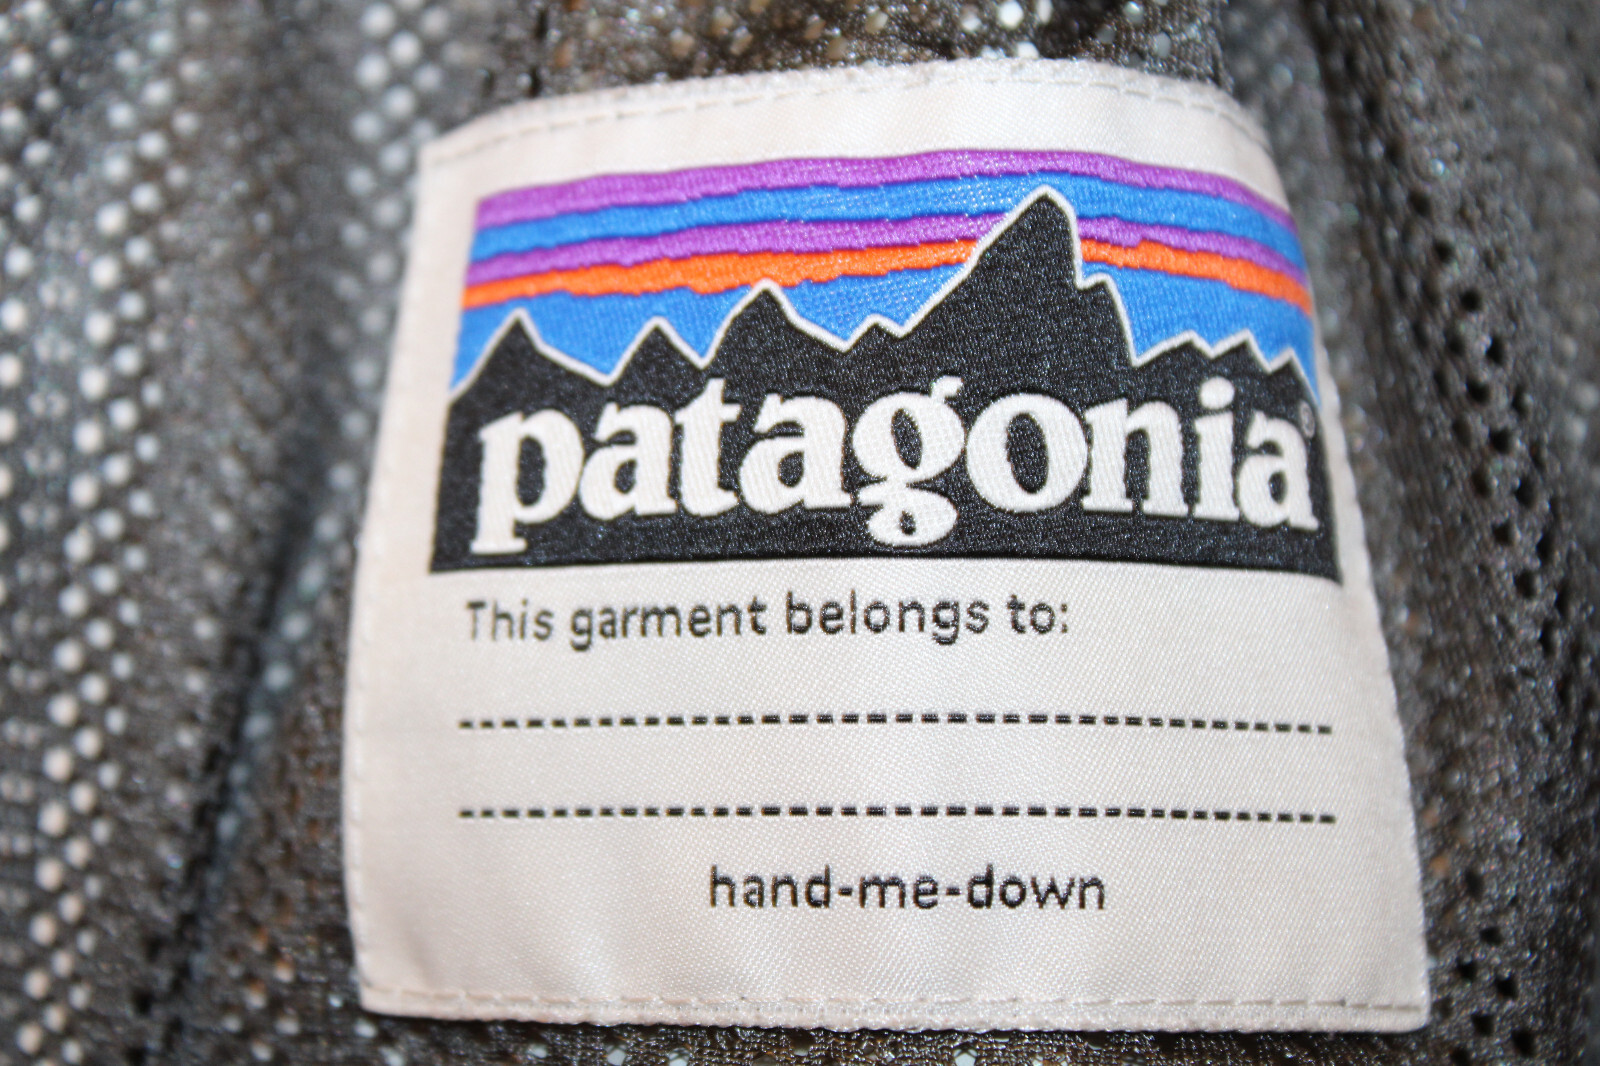 patagonia®
This garment belongs to:
hand-me-down